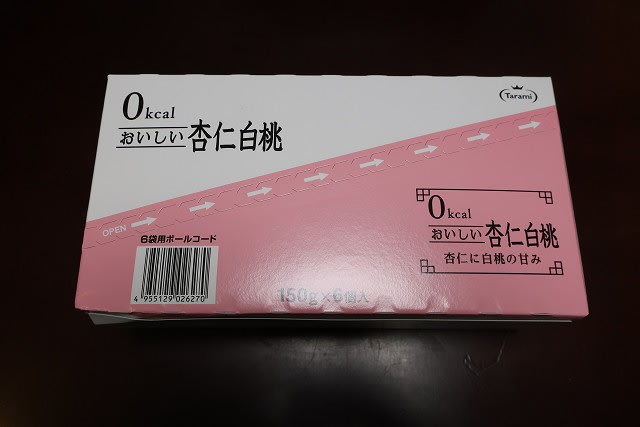 0kcal
おいしい杏仁白桃
Tarami
OPEN
0kcal
おいしい杏仁白桃
杏仁に白桃の甘み
6袋用ボールコード
4 955129 026270
150g×6個入